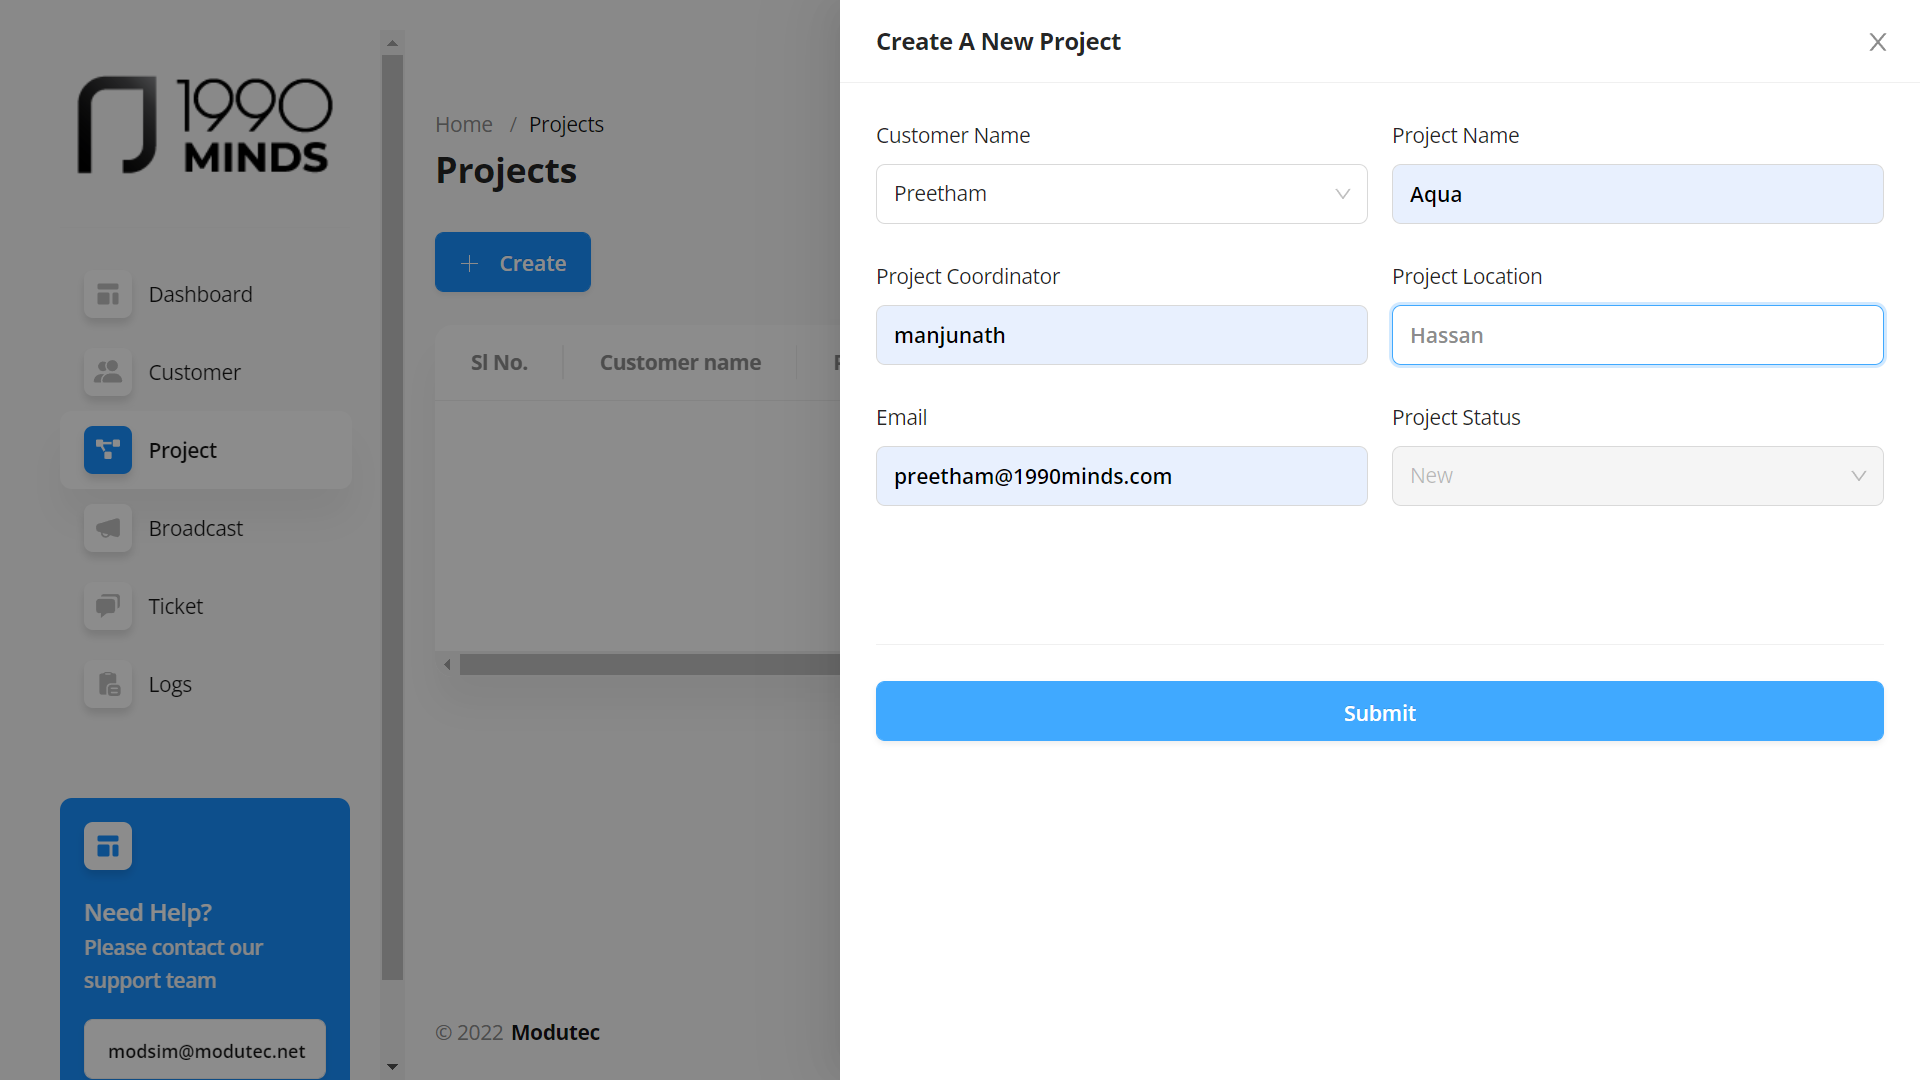 1990
MINDS
Dashboard
Customer
Project
Broadcast
Ticket
Logs
Need Help?
Please contact our
support team
modsim@modutec.net
Home / Projects
Projects
Create
Sl No.
Customer name
© 2022 Modutec
Create A New Project
Customer Name
Preetham
Project Name
Aqua
Project Coordinator
manjunath
Project Location
Hassan
Email
preetham@1990minds.com
Project Status
New
Submit